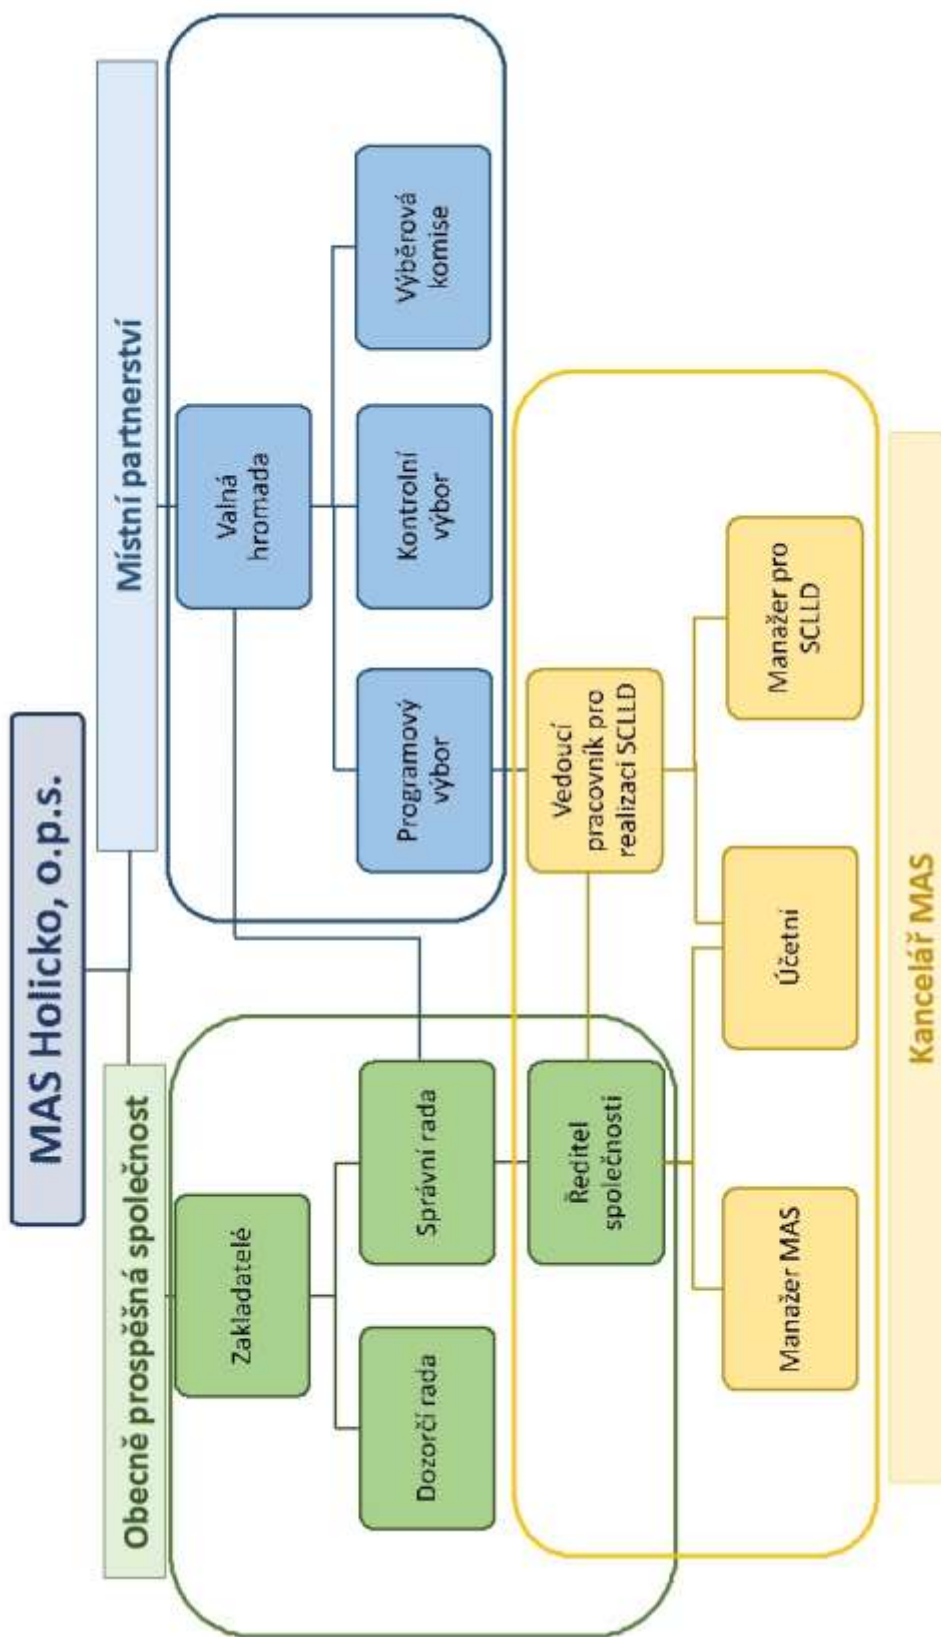 MAS Holicko, o.p.s.
Obecně prospěšná společnost
Místní partnerství
Zakladatelé
Valná
hromada
Dozorčí rada
Správní rada
Programový
výbor
Kontrolní
výbor
Výběrová
komise
Ředitel
společnosti
Vedoucí
pracovník pro
realizaci SCLLD
Manažer MAS
Účetní
Manažer pro
SCLLD
Kancelář MAS